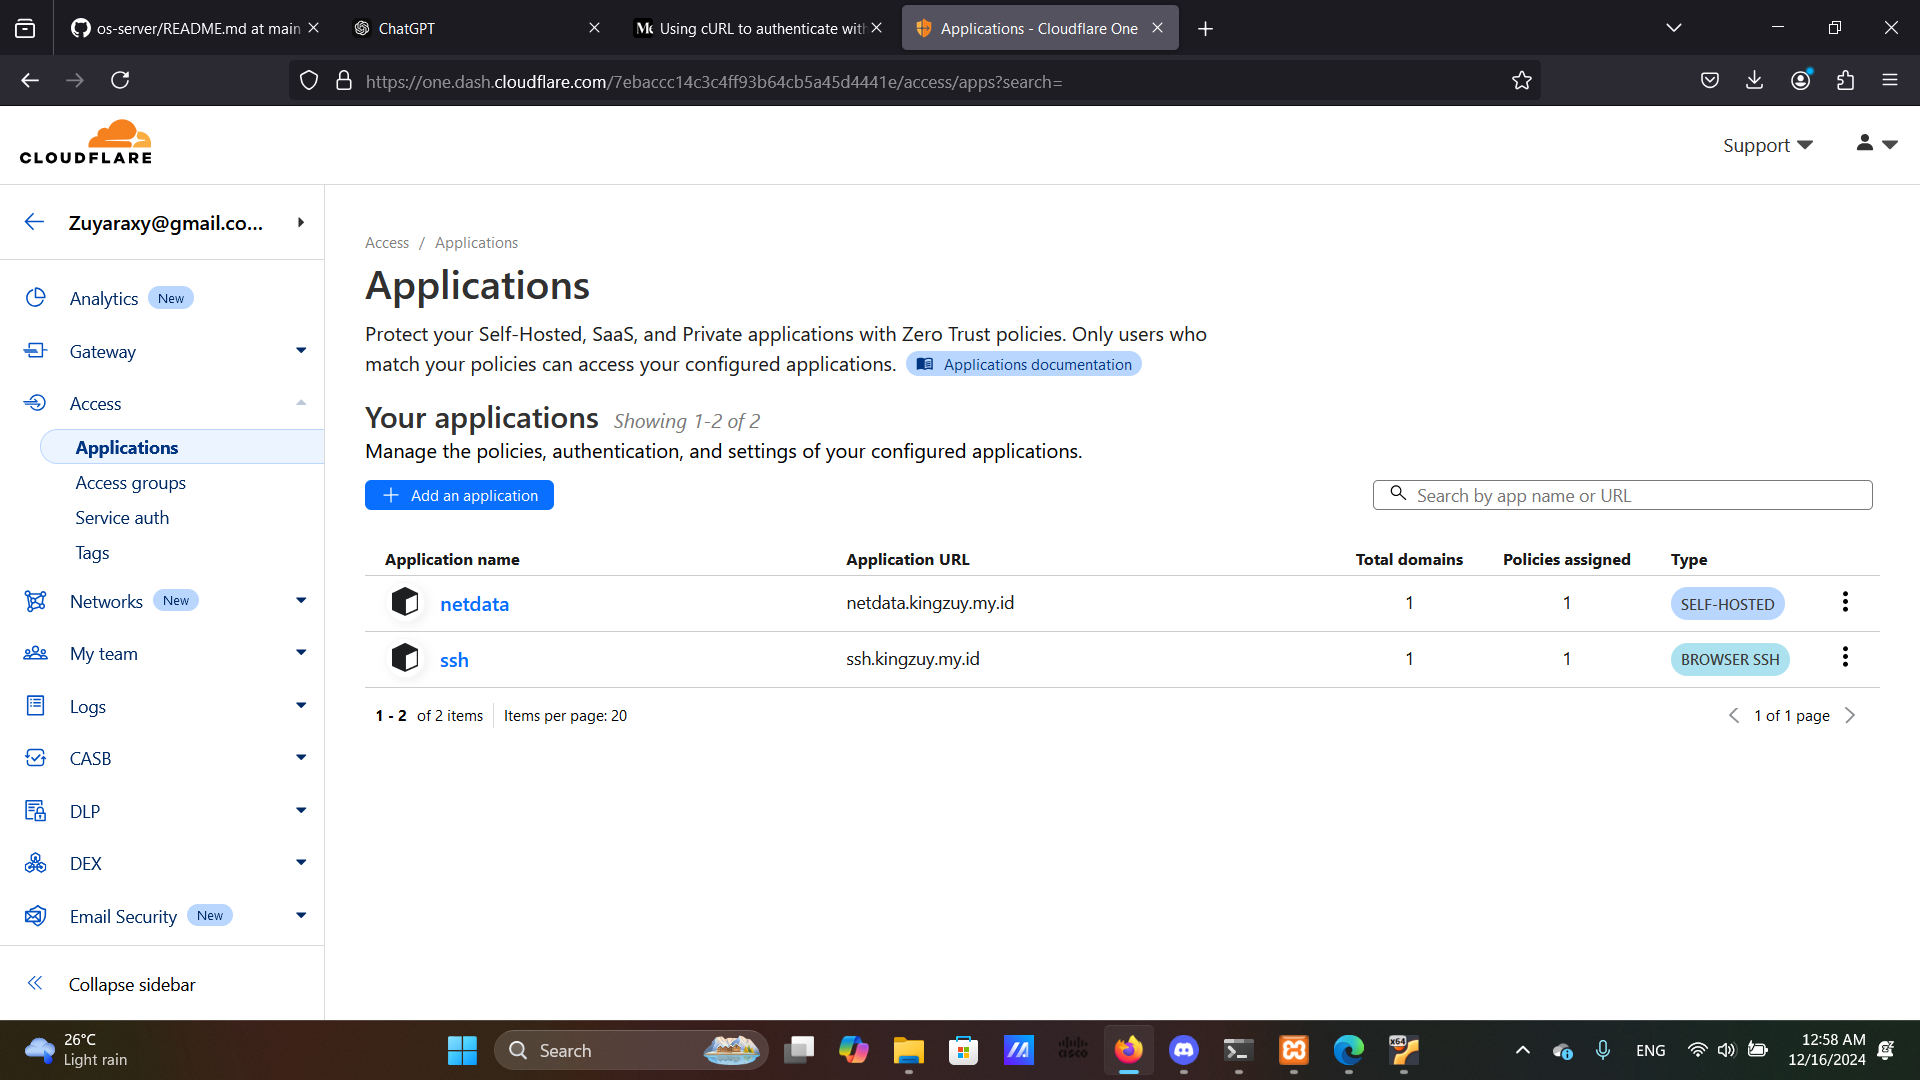 os-server/README.md at main
ChatGPT
Using cURL to authenticate with
Applications - Cloudflare One
https://one.dash.cloudflare.com/7ebaccc14c3c4ff93b64cb5a45d4441e/access/apps?search=
CLOUDFLARE
Support
Zuyaraxy@gmail.co...
Analytics New
Gateway
Access
Applications
Access groups
Service auth
Tags
Networks New
My team
Logs
CASB
DLP
DEX
Email Security New
Collapse sidebar
Access / Applications
Applications
Protect your Self-Hosted, SaaS, and Private applications with Zero Trust policies. Only users who
match your policies can access your configured applications. Applications documentation
Your applications Showing 1-2 of 2
Manage the policies, authentication, and settings of your configured applications.
Add an application
Search by app name or URL
Application name Application URL Total domains Policies assigned Type
netdata netdata.kingzuy.my.id 1 1 SELF-HOSTED
ssh ssh.kingzuy.my.id 1 1 BROWSER SSH
1 - 2 of 2 items Items per page: 20 1 of 1 page
26°C
Light rain
Search
cisco
x64
ENG
12:58 AM
12/16/2024